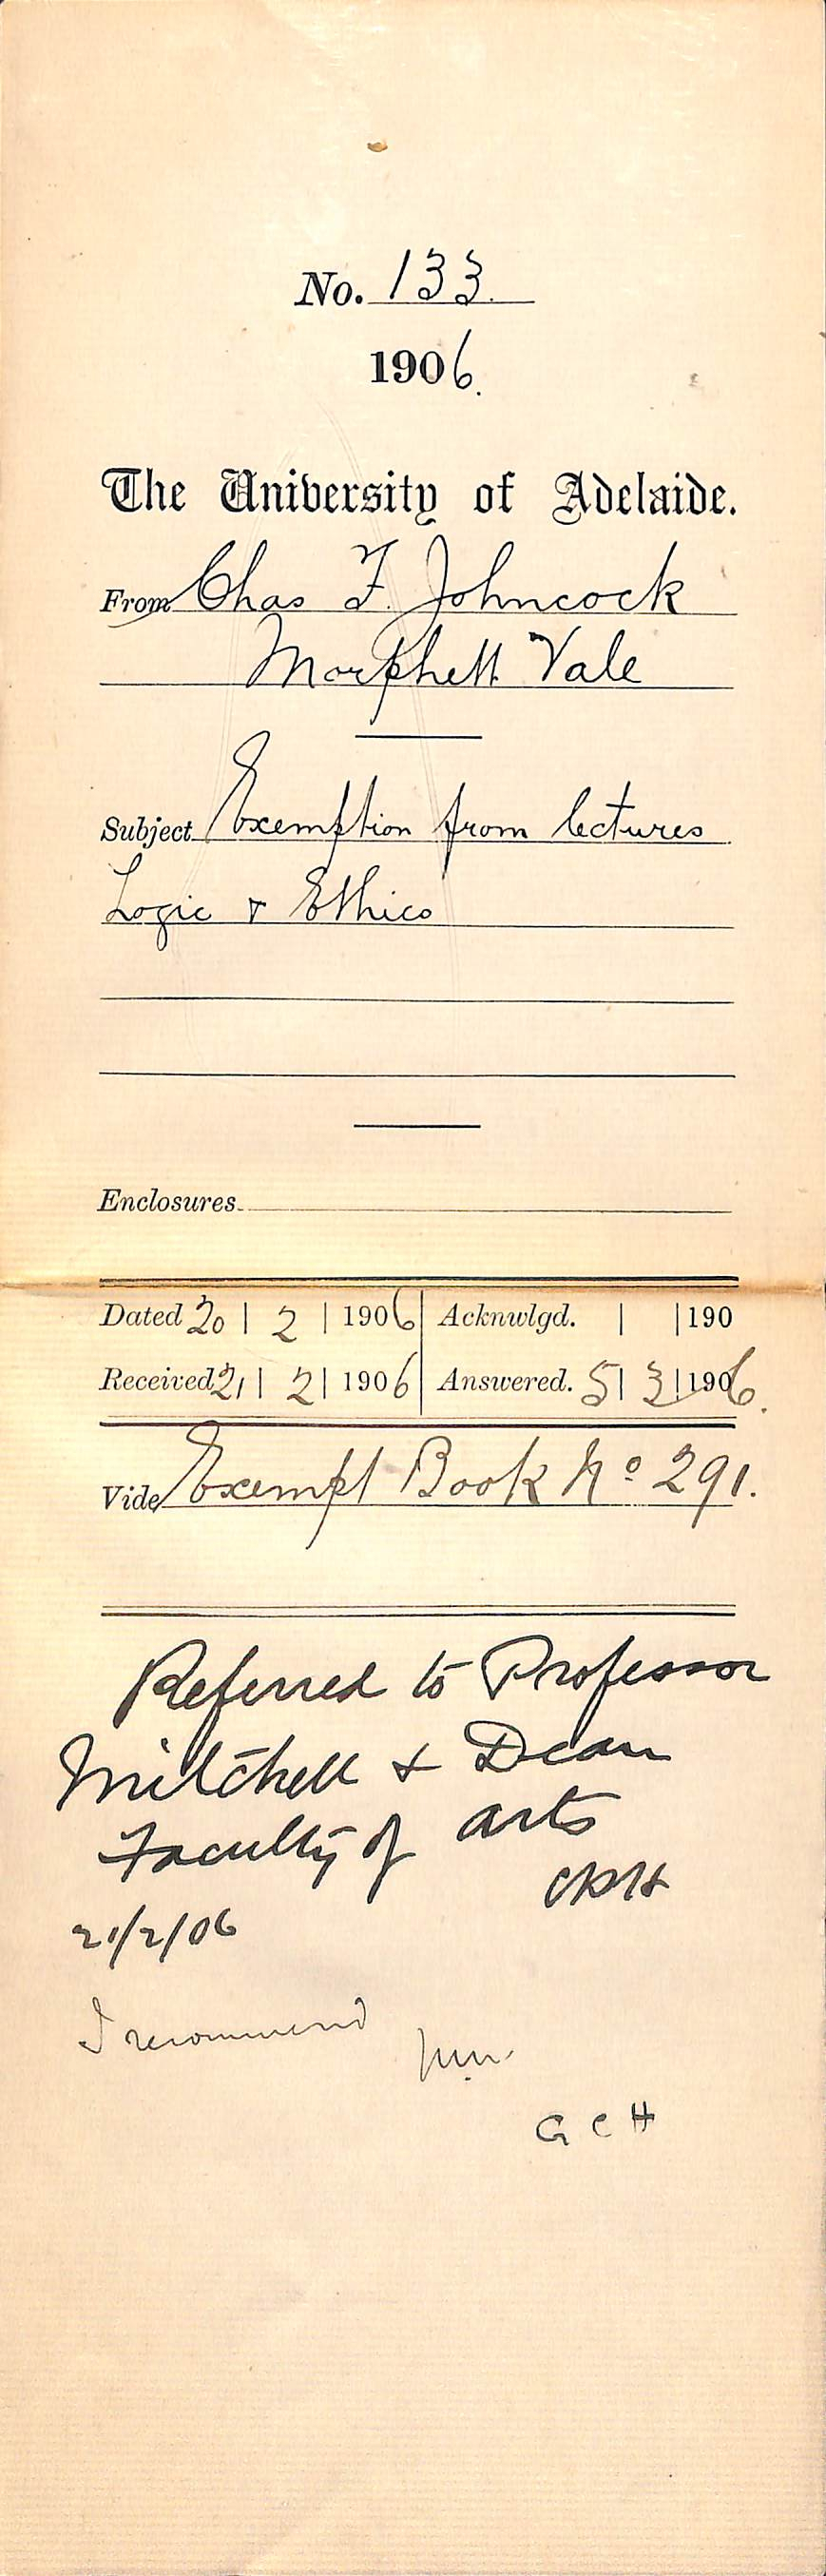 No. 133.
1906.
The University of Adelaide.
From Chas F. Johncock
Morphett Vale
Subject Exemption from lectures
Logic & Ethics
Enclosures
Dated 20 | 2 | 1906 Acknwlgd. | | 190
Received 21 | 2 | 1906 Answered. 5 | 3 | 1906.
Vide Exempt Book No 291.
Referred to Professor
Mitchell & Dean
Faculty of arts
21/2/06
I recommend
G C H